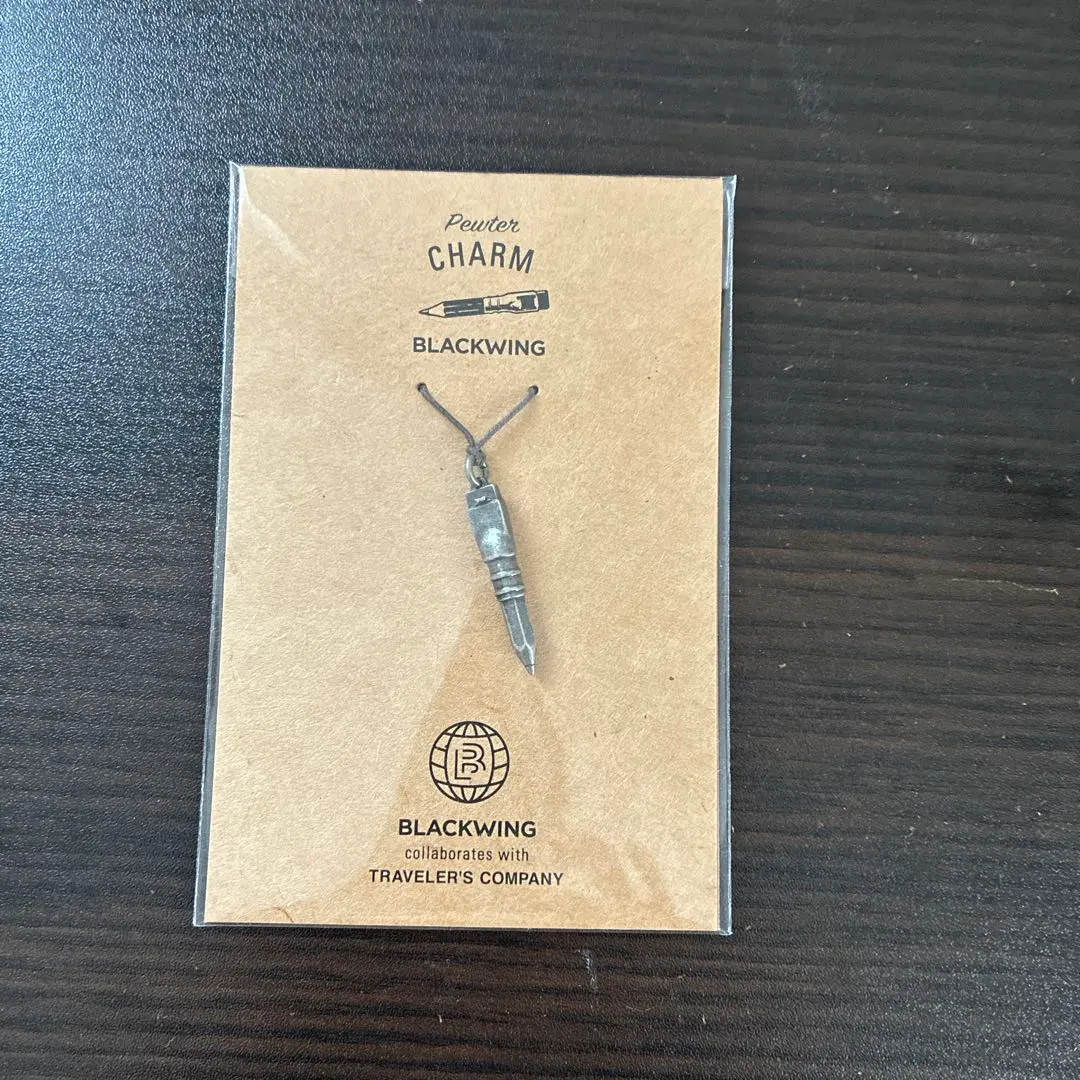 Pewter
CHARM
BLACKWING
B
BLACKWING
collaborates with
TRAVELER'S COMPANY